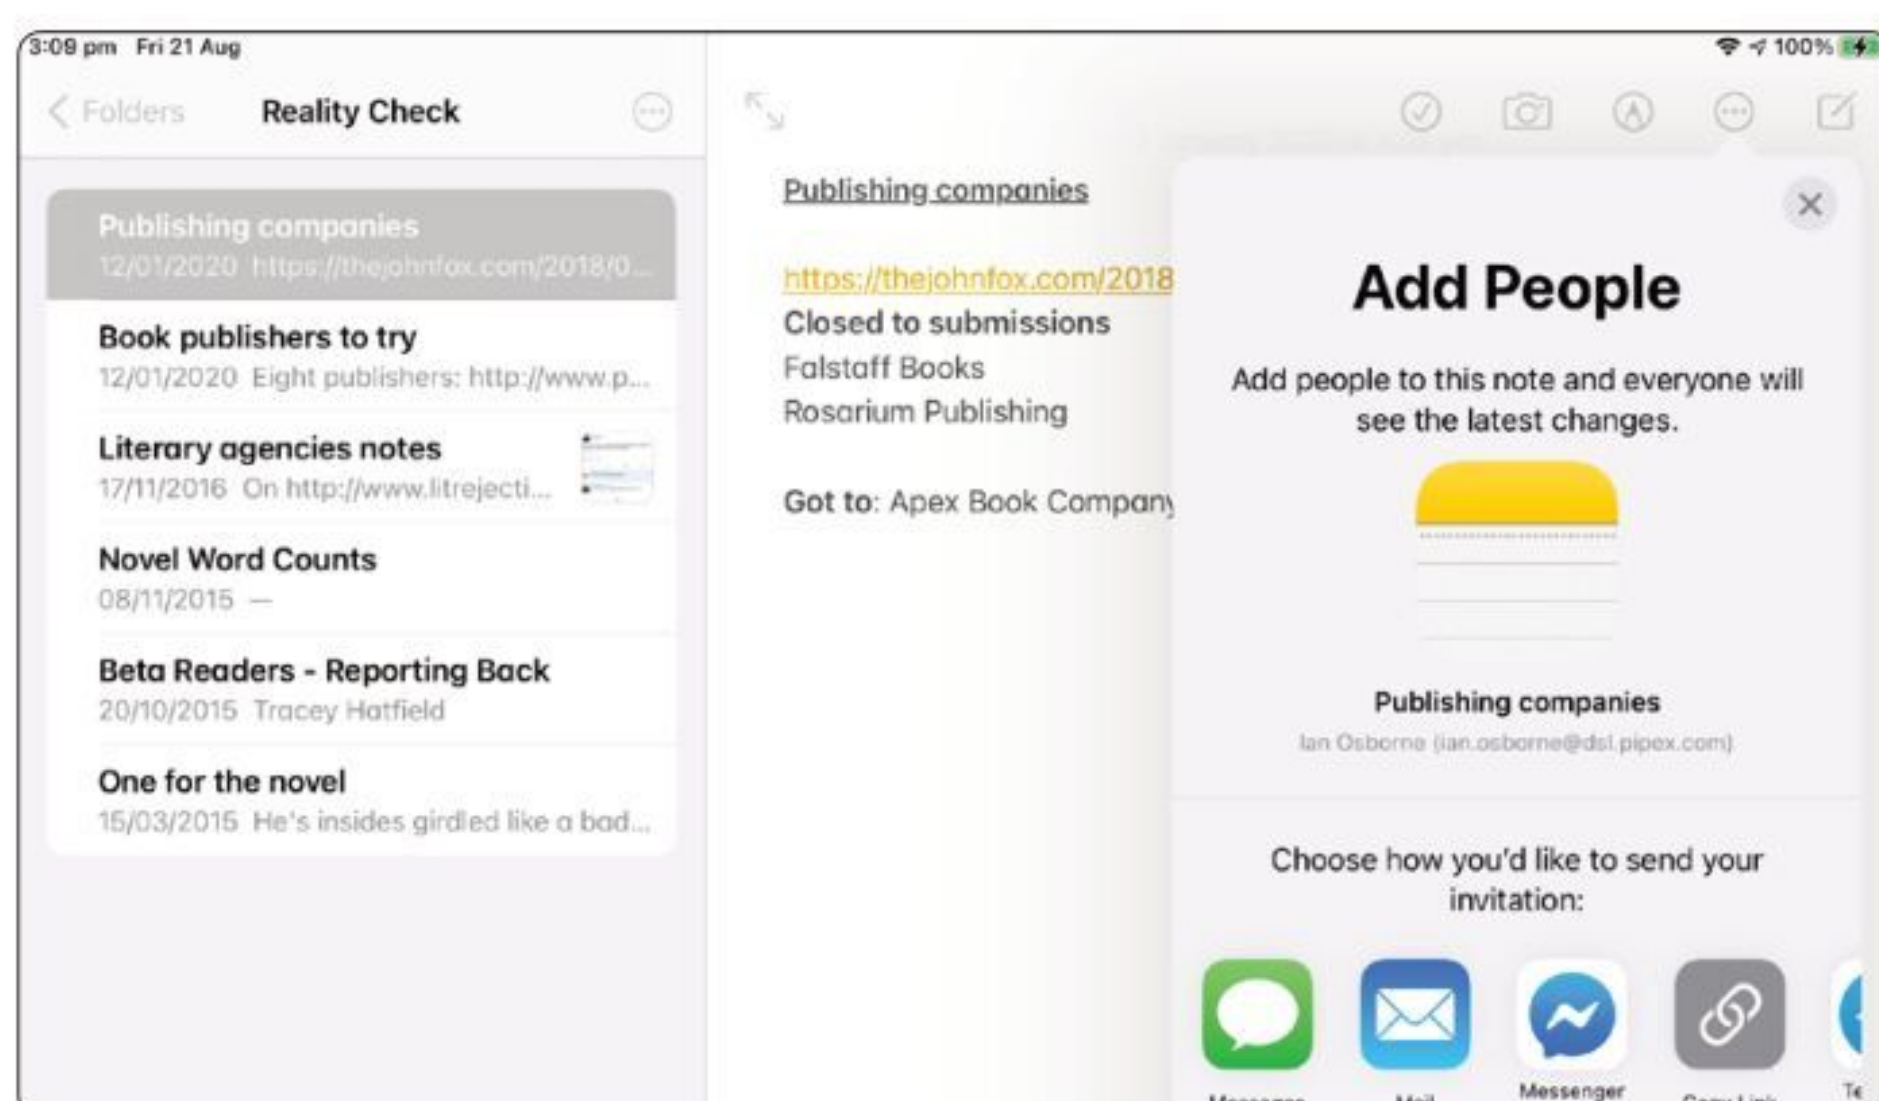 3:09 pm Fri 21 Aug
100%
Folders
Reality Check
Publishing companies
12/01/2020 https://thejohnfox.com/2018/0...
Book publishers to try
12/01/2020 Eight publishers: http://www.p...
Literary agencies notes
17/11/2016 On http://www.litrejecti...
Novel Word Counts
08/11/2015 —
Beta Readers - Reporting Back
20/10/2015 Tracey Hatfield
One for the novel
15/03/2015 He's insides girdled like a bad...
Publishing companies
https://thejohnfox.com/2018
Closed to submissions
Falstaff Books
Rosarium Publishing
Got to: Apex Book Company
Add People
Add people to this note and everyone will
see the latest changes.
Publishing companies
Ian Osborne (ian.osborne@dsl.pipex.com)
Choose how you'd like to send your
invitation:
Messages
Mail
Messenger
Copy Link
Te